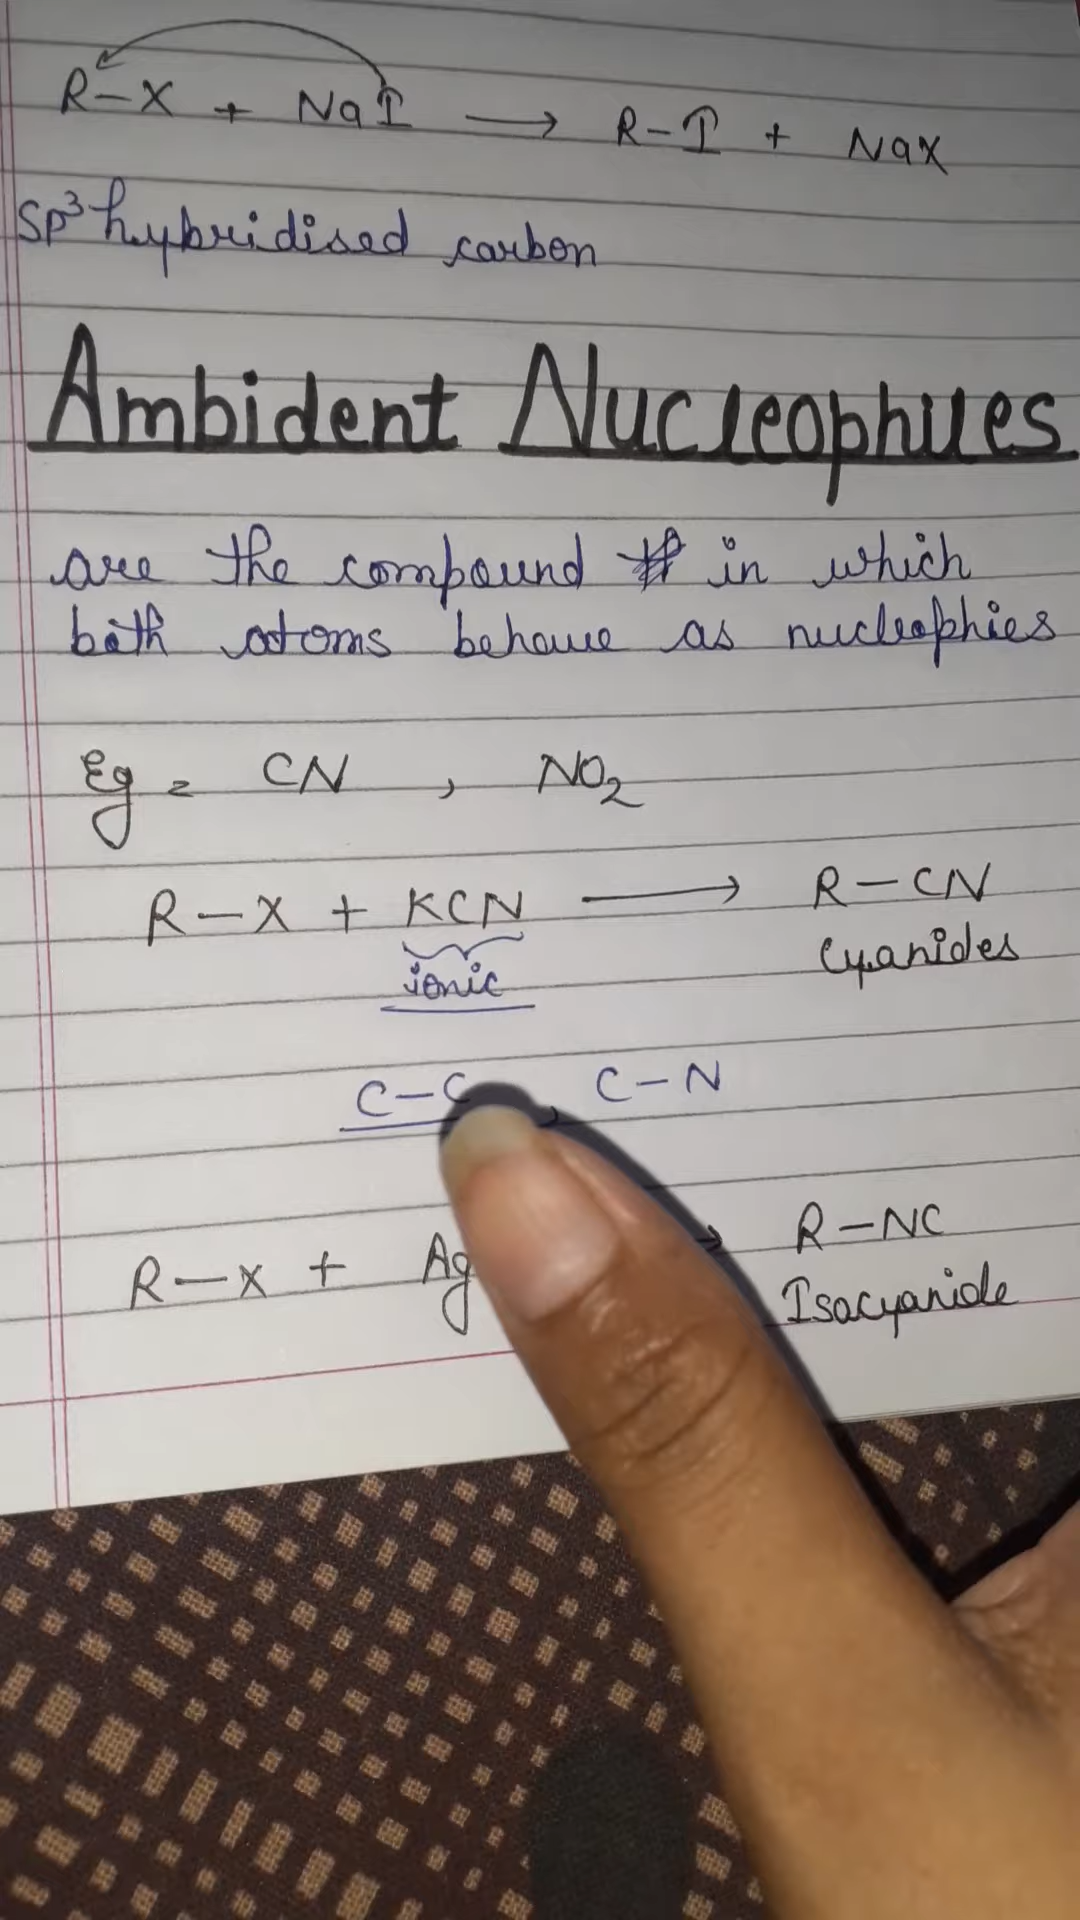 R-X + NaI ⟶ R-I + NaX
SP³ hybridised carbon
Ambident Nucleophiles
are the compound in which
both atoms behave as nucleophies
Eg = CN , NO₂
R-X + KCN ⟶ R-CN
ionic
Cyanides
C-C , C-N
R-X + Ag → R-NC
Isacyanide